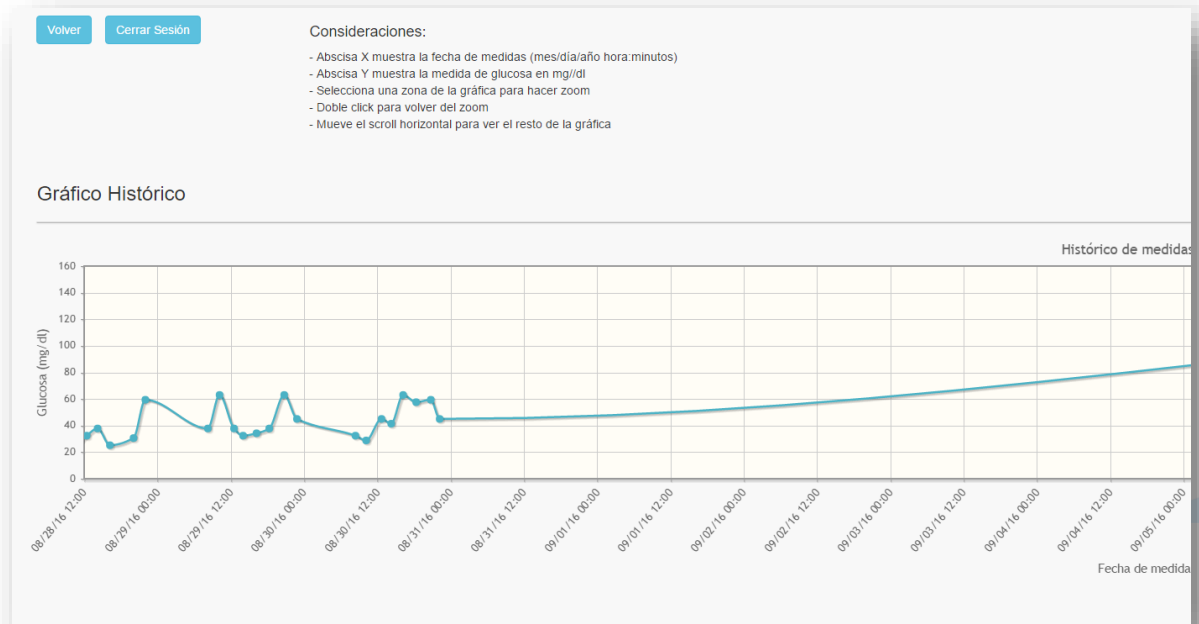 Volver
Cerrar Sesión
Consideraciones:
- Abscisa X muestra la fecha de medidas (mes/día/año hora:minutos)
- Abscisa Y muestra la medida de glucosa en mg//dl
- Selecciona una zona de la gráfica para hacer zoom
- Doble click para volver del zoom
- Mueve el scroll horizontal para ver el resto de la gráfica
Gráfico Histórico
Histórico de medidas
Glucosa (mg/dl)
160
140
120
100
80
60
40
20
0
08/28/16 12:00
08/29/16 00:00
08/29/16 12:00
08/30/16 00:00
08/30/16 12:00
08/31/16 00:00
08/31/16 12:00
09/01/16 00:00
09/01/16 12:00
09/02/16 00:00
09/02/16 12:00
09/03/16 00:00
09/03/16 12:00
09/04/16 00:00
09/04/16 12:00
09/05/16 00:00
Fecha de medida